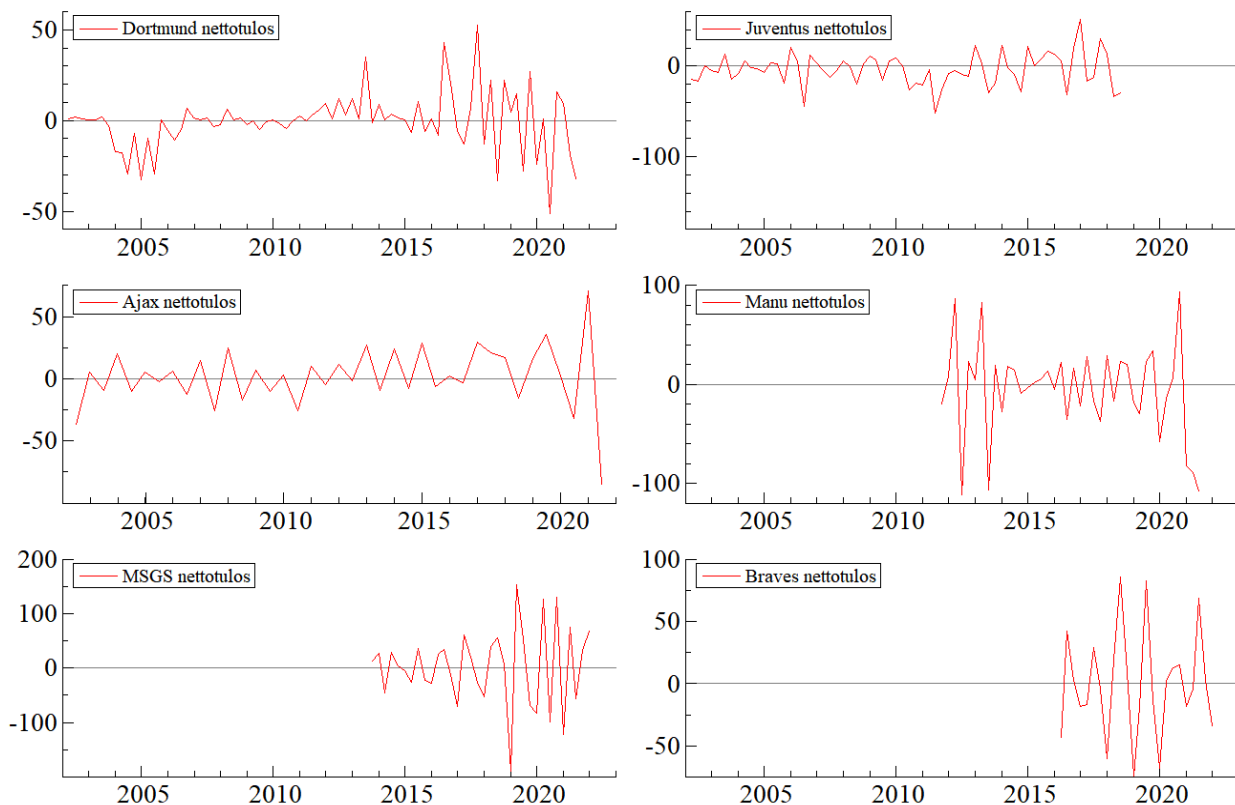 Dortmund nettotulos
50
0
-50
2005 2010 2015 2020
Juventus nettotulos
0
-100
2005 2010 2015 2020
Ajax nettotulos
50
0
-50
2005 2010 2015 2020
Manu nettotulos
100
0
-100
2005 2010 2015 2020
MSGS nettotulos
200
100
0
-100
2005 2010 2015 2020
Braves nettotulos
100
50
0
-50
2005 2010 2015 2020